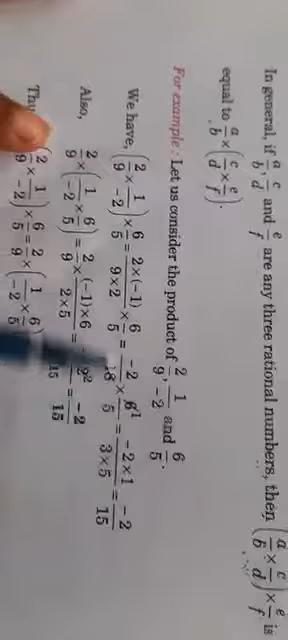 In general, if a/b, c/d and e/f are any three rational numbers, then (a/b × c/d) × e/f is
equal to a/b × (c/d × e/f).
For example : Let us consider the product of 2/9, 1/-2 and 6/5.
We have, (2/9 × 1/-2) × 6/5 = 2×(-1)/9×2 × 6/5 = -2/18 × 6¹/5 = -2×1/3×5 = -2/15
Also, 2/9 × (1/-2 × 6/5) = 2/9 × (-1)×6/2×5 = = -2/15
(2/9 × 1/-2) × 6/5 = 2/9 × (1/-2 × 6/5)